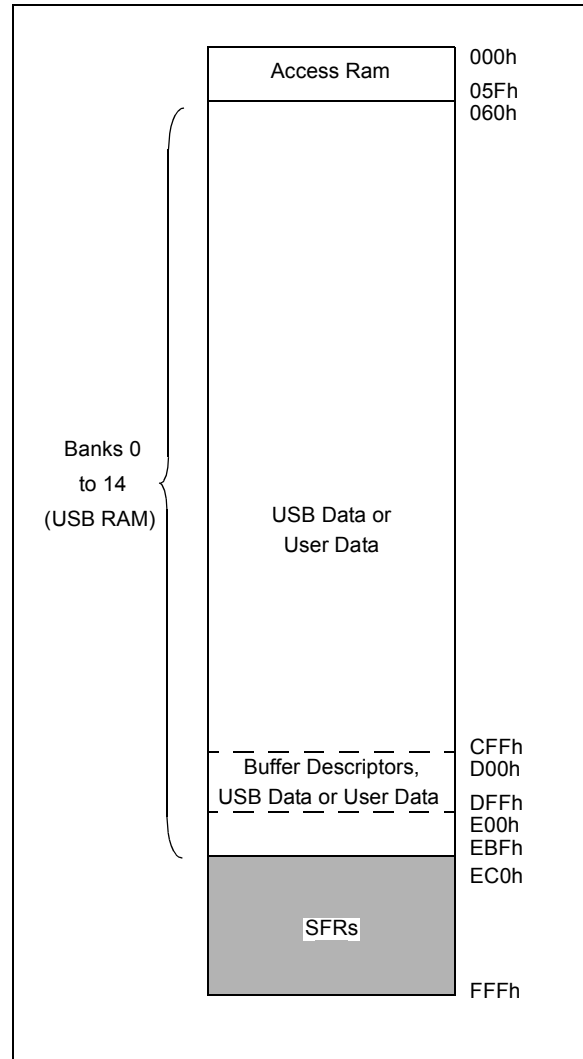 000h
Access Ram
05Fh
060h
Banks 0
to 14
(USB RAM)
USB Data or
User Data
CFFh
Buffer Descriptors,
D00h
USB Data or User Data
DFFh
E00h
EBFh
EC0h
SFRs
FFFh